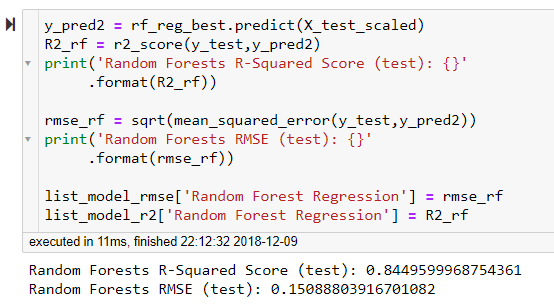 y_pred2 = rf_reg_best.predict(X_test_scaled)
R2_rf = r2_score(y_test,y_pred2)
print('Random Forests R-Squared Score (test): {}'
.format(R2_rf))
rmse_rf = sqrt(mean_squared_error(y_test,y_pred2))
print('Random Forests RMSE (test): {}'
.format(rmse_rf))
list_model_rmse['Random Forest Regression'] = rmse_rf
list_model_r2['Random Forest Regression'] = R2_rf
executed in 11ms, finished 22:12:32 2018-12-09
Random Forests R-Squared Score (test): 0.8449599968754361
Random Forests RMSE (test): 0.15088803916701082